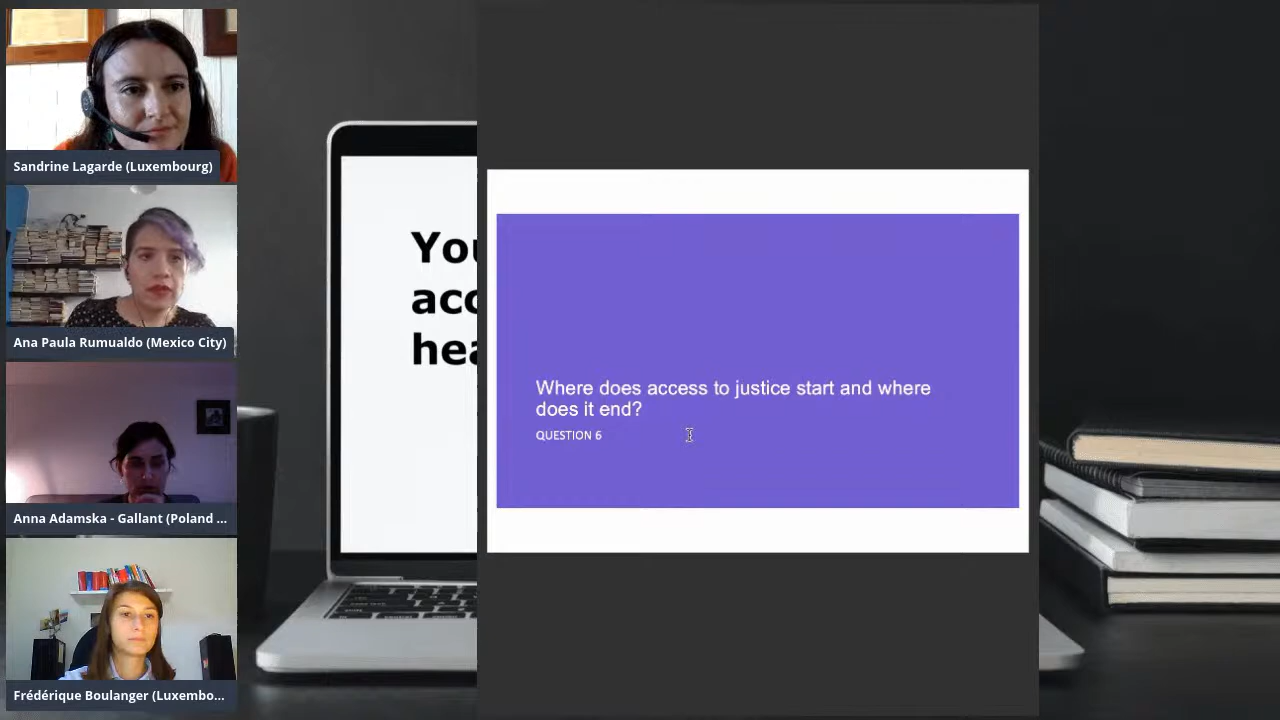 Sandrine Lagarde (Luxembourg)
Ana Paula Rumualdo (Mexico City)
Anna Adamska - Gallant (Poland ...
Frédérique Boulanger (Luxembo...
You
acc
hea
Where does access to justice start and where
does it end?
QUESTION 6